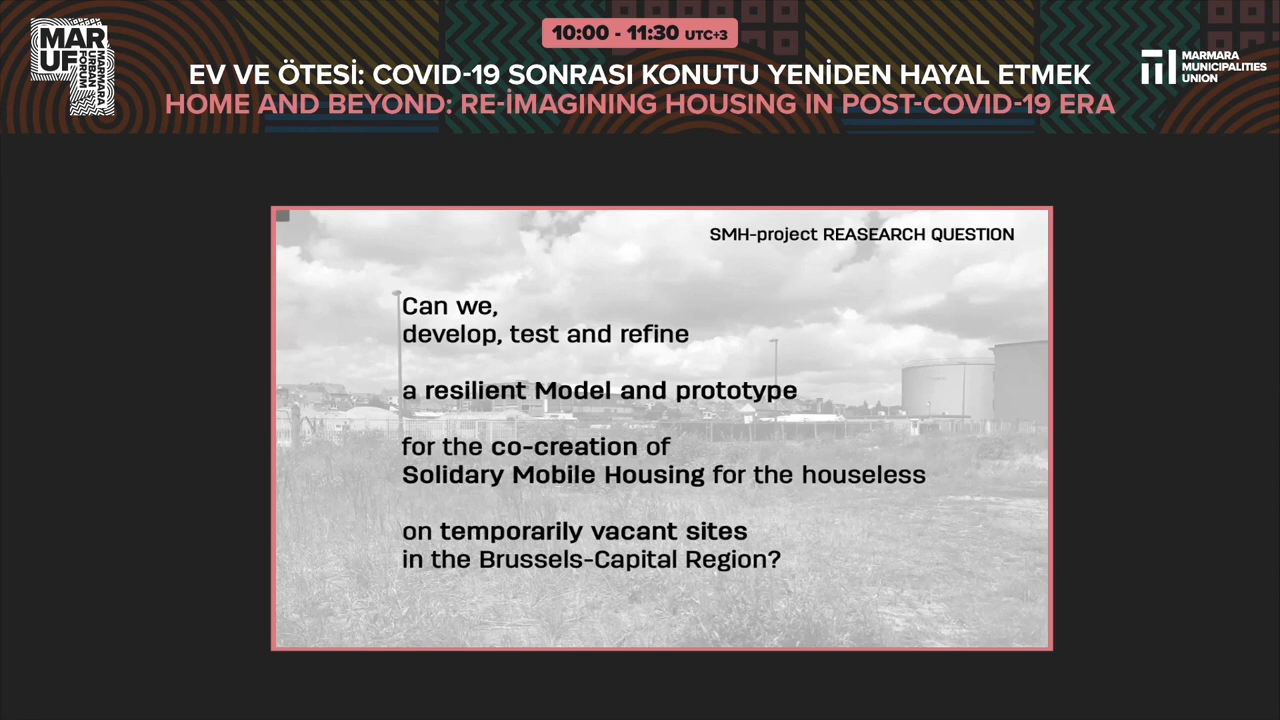 MAR
UF
MARMARA
URBAN
FORUM
10:00 - 11:30 UTC+3
EV VE ÖTESİ: COVID-19 SONRASI KONUTU YENİDEN HAYAL ETMEK
HOME AND BEYOND: RE-İMAGINING HOUSING IN POST-COVID-19 ERA
MARMARA
MUNICIPALITIES
UNION
SMH-project REASEARCH QUESTION
Can we,
develop, test and refine
a resilient Model and prototype
for the co-creation of
Solidary Mobile Housing for the houseless
on temporarily vacant sites
in the Brussels-Capital Region?